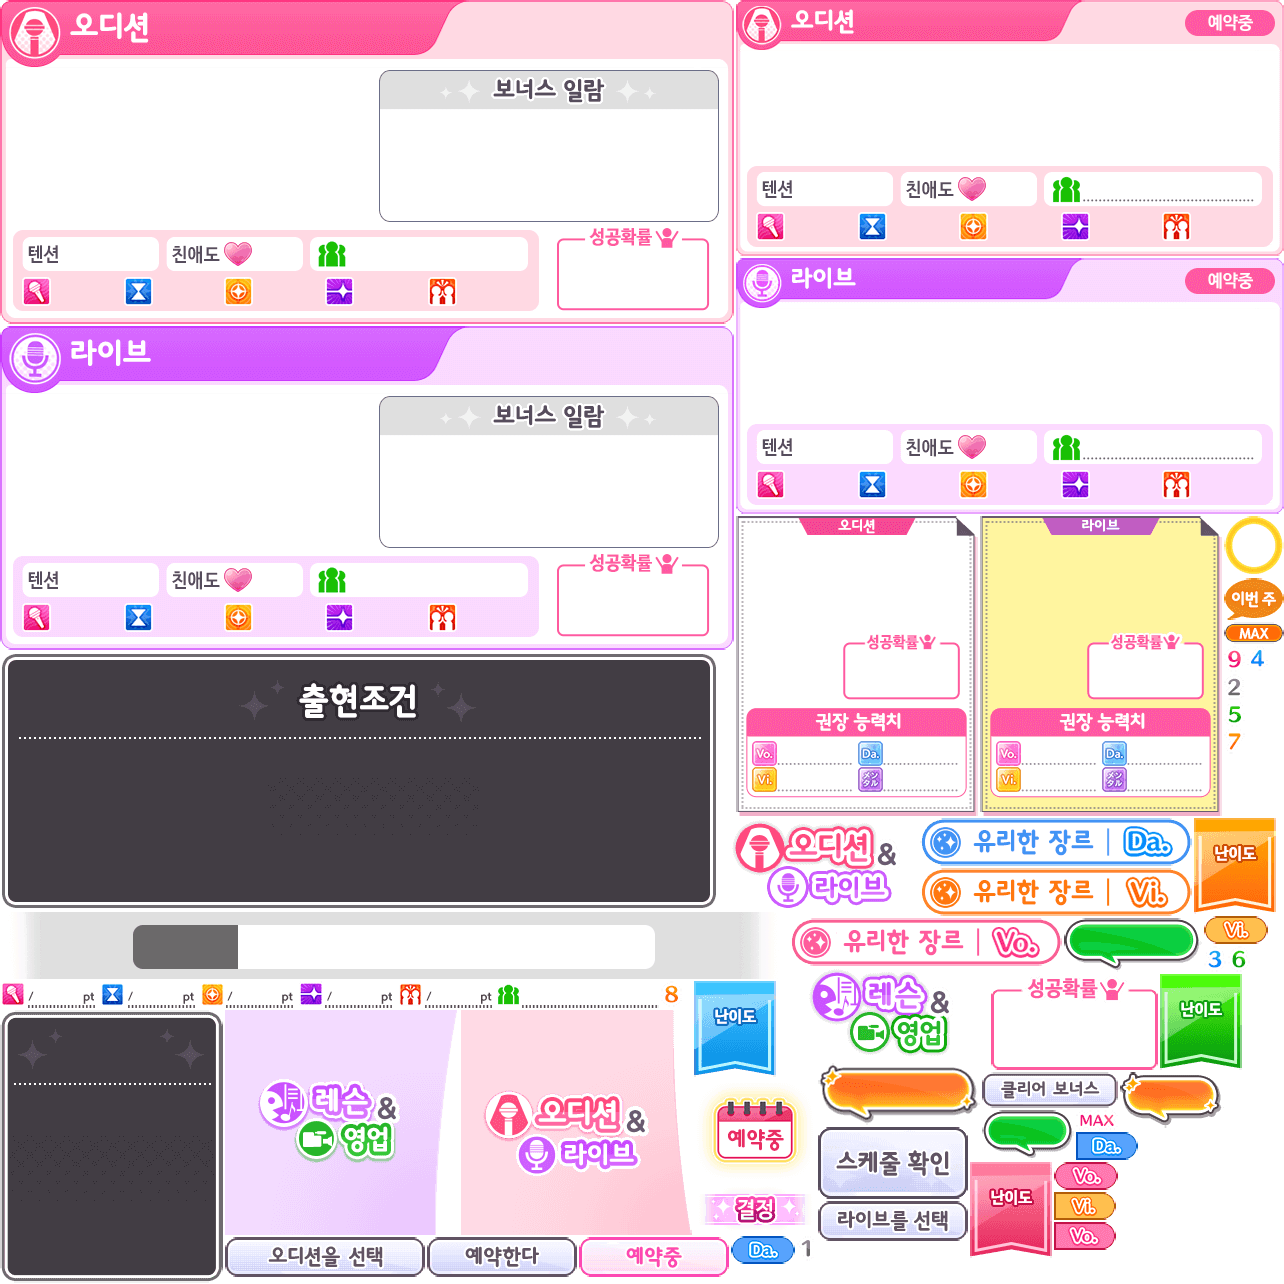 오디션
보너스 일람
텐션
친애도
성공확률
라이브
보너스 일람
텐션
친애도
성공확률
출현조건
/ pt / pt / pt / pt / pt
8
레슨 &
영업
오디션 &
라이브
오디션을 선택
예약한다
예약중
오디션
예약중
텐션
친애도
라이브
예약중
텐션
친애도
오디션
성공확률
권장 능력치
Vo.
Da.
Vi.
メンタル
라이브
성공확률
권장 능력치
Vo.
Da.
Vi.
メンタル
이번 주
MAX
9 4
2
5
7
오디션 &
라이브
유리한 장르 | Da.
유리한 장르 | Vi.
난이도
유리한 장르 | Vo.
Vi.
3 6
레슨 &
영업
성공확률
난이도
난이도
클리어 보너스
예약중
MAX
Da.
스케줄 확인
난이도
Vo.
Vi.
Vo.
결정
라이브를 선택
Da.
1